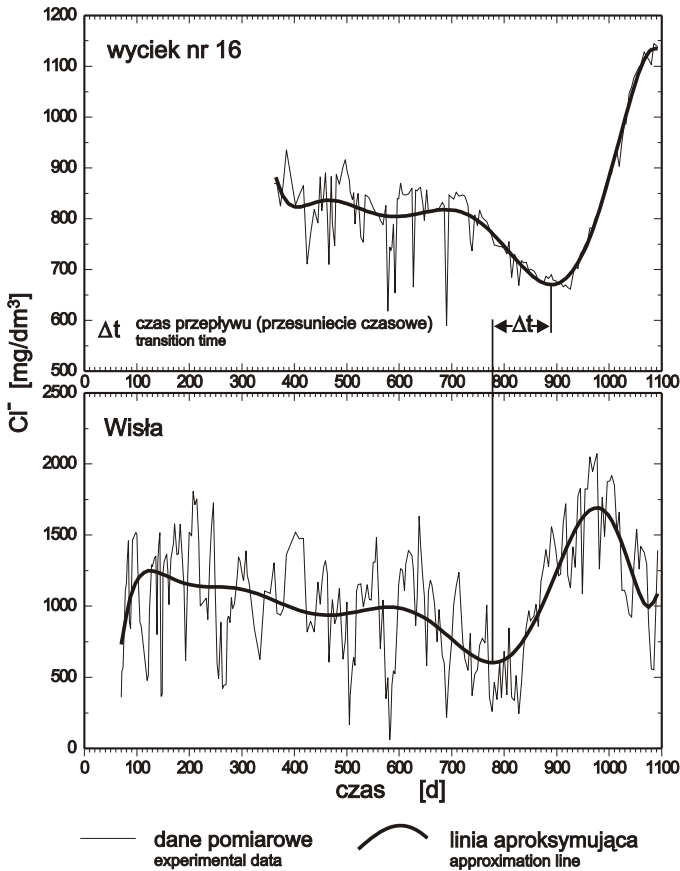 1200
wyciek nr 16
1100
1000
900
800
700
600
500
Δt
czas przepływu (przesuniecie czasowe)
transition time
Δt
0 100 200 300 400 500 600 700 800 900 1000 1100
Cl⁻ [mg/dm³]
2500
Wisła
2000
1500
1000
500
0
0 100 200 300 400 500 600 700 800 900 1000 1100
czas [d]
dane pomiarowe
experimental data
linia aproksymująca
approximation line